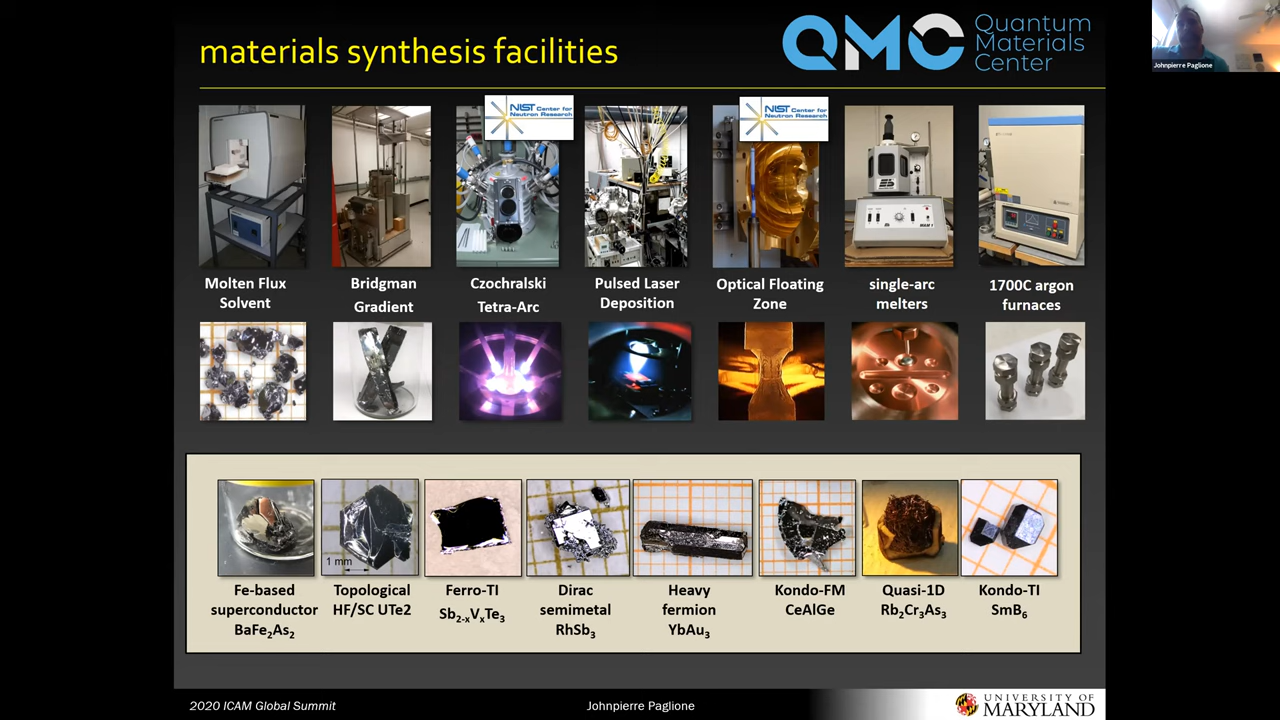 materials synthesis facilities
QMC
Quantum
Materials
Center
Johnpierre Paglione
NIST Center for
Neutron Research
NIST Center for
Neutron Research
Molten Flux
Solvent
Bridgman
Gradient
Czochralski
Tetra-Arc
Pulsed Laser
Deposition
Optical Floating
Zone
single-arc
melters
1700C argon
furnaces
1 mm
Fe-based
superconductor
BaFe₂As₂
Topological
HF/SC UTe2
Ferro-TI
Sb₂₋ₓVₓTe₃
Dirac
semimetal
RhSb₃
Heavy
fermion
YbAu₃
Kondo-FM
CeAlGe
Quasi-1D
Rb₂Cr₃As₃
Kondo-TI
SmB₆
2020 ICAM Global Summit
Johnpierre Paglione
UNIVERSITY OF
MARYLAND